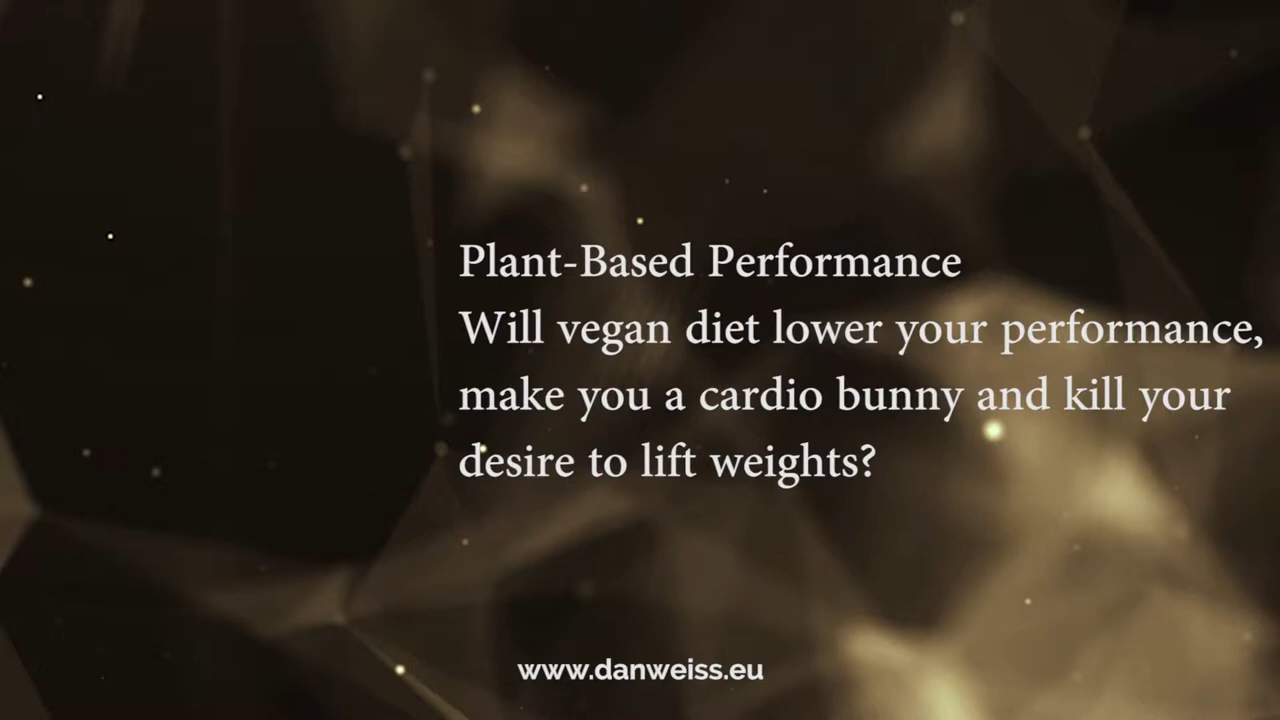 Plant-Based Performance
Will vegan diet lower your performance,
make you a cardio bunny and kill your
desire to lift weights?
www.danweiss.eu